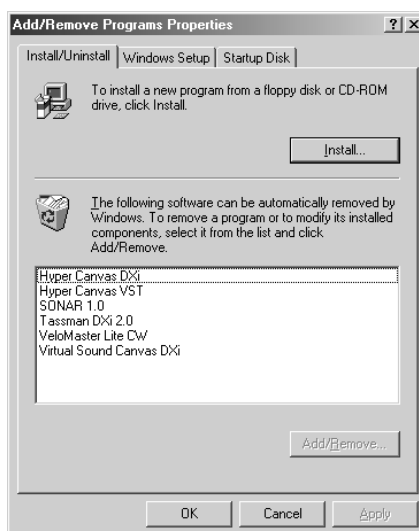 Add/Remove Programs Properties ? ×
Install/Uninstall Windows Setup Startup Disk
To install a new program from a floppy disk or CD-ROM
drive, click Install.
Install...
The following software can be automatically removed by
Windows. To remove a program or to modify its installed
components, select it from the list and click
Add/Remove.
Hyper Canvas DXi
Hyper Canvas VST
SONAR 1.0
Tassman DXi 2.0
VeloMaster Lite CW
Virtual Sound Canvas DXi
Add/Remove...
OK Cancel Apply